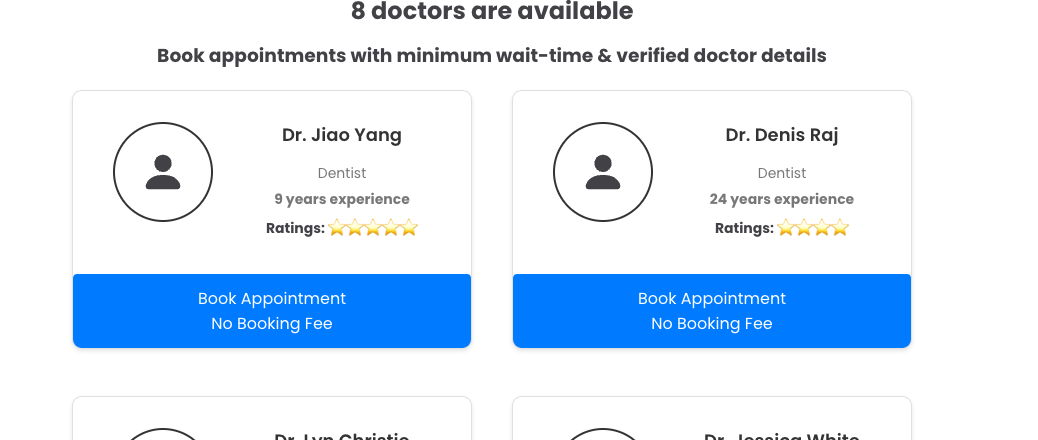 8 doctors are available
Book appointments with minimum wait-time & verified doctor details
Dr. Jiao Yang
Dentist
9 years experience
Ratings: ⭐⭐⭐⭐⭐
Book Appointment
No Booking Fee
Dr. Denis Raj
Dentist
24 years experience
Ratings: ⭐⭐⭐⭐
Book Appointment
No Booking Fee
Dr. Lyn Christie
Dr. Jessica White